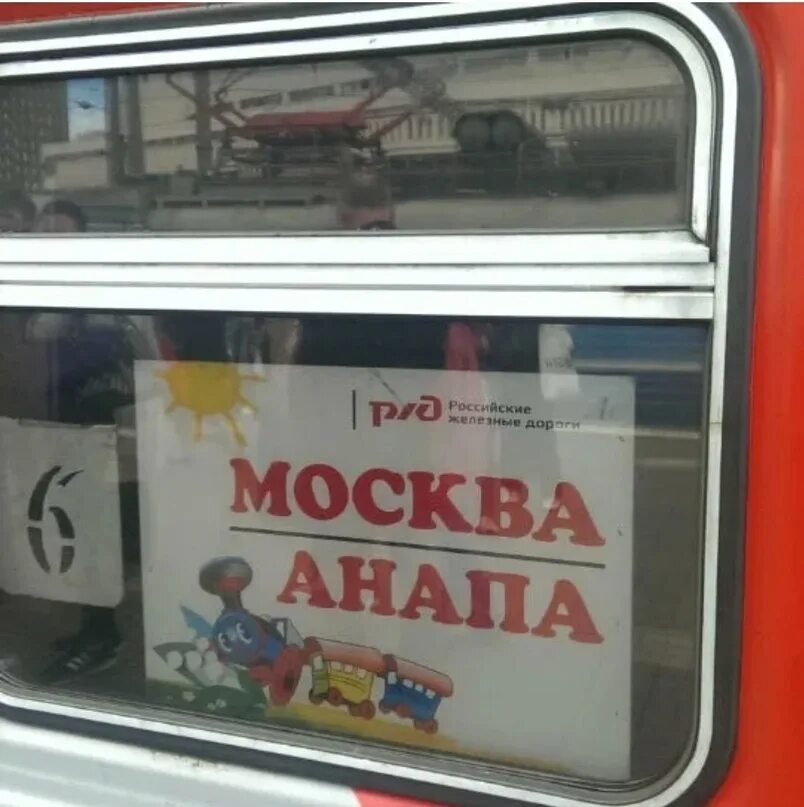 РЖД Российские
железные дороги
МОСКВА
АНАПА
6